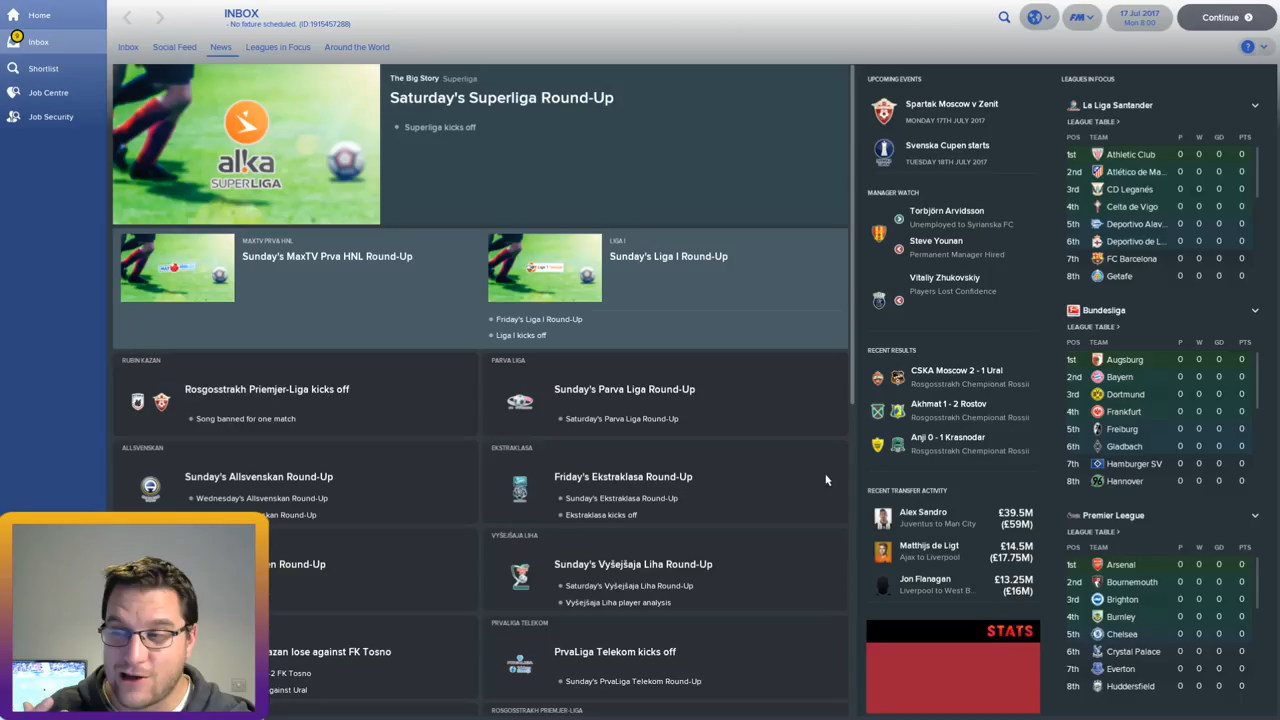 Home
9
Inbox
Shortlist
Job Centre
Job Security
INBOX
- No fixture scheduled. (ID:1915457288)
FM
17 Jul 2017
Mon 8:00
Continue
Inbox
Social Feed
News
Leagues in Focus
Around the World
?
alka
SUPERLIGA
The Big Story Superliga
Saturday's Superliga Round-Up
Superliga kicks off
MAXTV PRVA HNL
Sunday's MaxTV Prva HNL Round-Up
LIGA I
Sunday's Liga I Round-Up
Friday's Liga I Round-Up
Liga I kicks off
RUBIN KAZAN
Rosgosstrakh Priemjer-Liga kicks off
Song banned for one match
PARVA LIGA
Sunday's Parva Liga Round-Up
Saturday's Parva Liga Round-Up
ALLSVENSKAN
Sunday's Allsvenskan Round-Up
Wednesday's Allsvenskan Round-Up
kan Round-Up
EKSTRAKLASA
Friday's Ekstraklasa Round-Up
Sunday's Ekstraklasa Round-Up
Ekstraklasa kicks off
en Round-Up
VYŠEJŠAJA LIHA
Sunday's Vyšejšaja Liha Round-Up
Saturday's Vyšejšaja Liha Round-Up
Vyšejšaja Liha player analysis
azan lose against FK Tosno
-2 FK Tosno
gainst Ural
PRVALIGA TELEKOM
PrvaLiga Telekom kicks off
Sunday's PrvaLiga Telekom Round-Up
ROSGOSSTRAKH PREMJER-LIGA
UPCOMING EVENTS
Spartak Moscow v Zenit
MONDAY 17TH JULY 2017
Svenska Cupen starts
TUESDAY 18TH JULY 2017
MANAGER WATCH
Torbjörn Arvidsson
Unemployed to Syrianska FC
Steve Younan
Permanent Manager Hired
Vitaliy Zhukovskiy
Players Lost Confidence
RECENT RESULTS
CSKA Moscow 2 - 1 Ural
Rosgosstrakh Chempionat Rossii
Akhmat 1 - 2 Rostov
Rosgosstrakh Chempionat Rossii
Anji 0 - 1 Krasnodar
Rosgosstrakh Chempionat Rossii
RECENT TRANSFER ACTIVITY
Alex Sandro £39.5M
Juventus to Man City (£59M)
Matthijs de Ligt £14.5M
Ajax to Liverpool (£17.75M)
Jon Flanagan £13.25M
Liverpool to West B... (£16M)
STATS
LEAGUES IN FOCUS
La Liga Santander
LEAGUE TABLE >
POS TEAM P W GD PTS
1st Athletic Club 0 0 0 0
2nd Atlético de Ma... 0 0 0 0
3rd CD Leganés 0 0 0 0
4th Celta de Vigo 0 0 0 0
5th Deportivo Alav... 0 0 0 0
6th Deportivo de L... 0 0 0 0
7th FC Barcelona 0 0 0 0
8th Getafe 0 0 0 0
Bundesliga
LEAGUE TABLE >
POS TEAM P W GD PTS
1st Augsburg 0 0 0 0
2nd Bayern 0 0 0 0
3rd Dortmund 0 0 0 0
4th Frankfurt 0 0 0 0
5th Freiburg 0 0 0 0
6th Gladbach 0 0 0 0
7th Hamburger SV 0 0 0 0
8th Hannover 0 0 0 0
Premier League
LEAGUE TABLE >
POS TEAM P W GD PTS
1st Arsenal 0 0 0 0
2nd Bournemouth 0 0 0 0
3rd Brighton 0 0 0 0
4th Burnley 0 0 0 0
5th Chelsea 0 0 0 0
6th Crystal Palace 0 0 0 0
7th Everton 0 0 0 0
8th Huddersfield 0 0 0 0